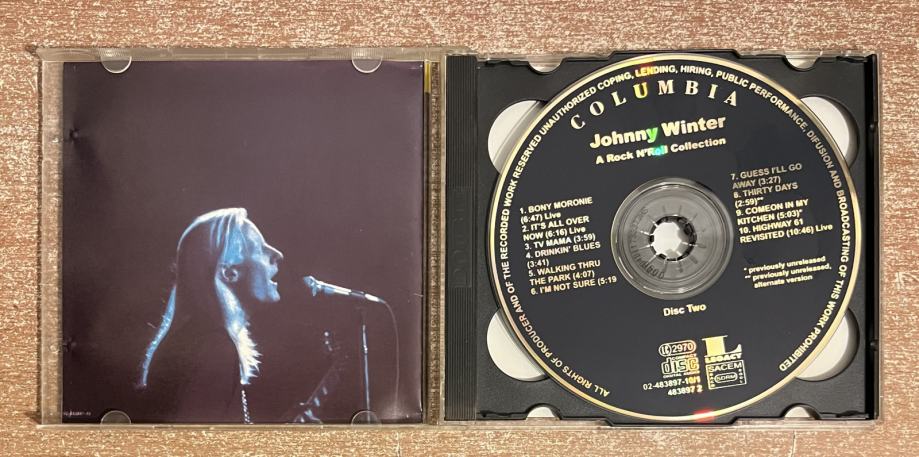 ALL RIGHTS OF PRODUCER AND OF THE RECORDED WORK RESERVED UNAUTHORIZED COPING, LENDING, HIRING, PUBLIC PERFORMANCE, DIFUSION AND BROADCASTING OF THIS WORK PROHIBITED
COLUMBIA
Johnny Winter
A Rock N'Roll Collection
1. BONY MORONIE
(6:47) Live
2. IT'S ALL OVER
NOW (6:16) Live
3. TV MAMA (3:59)
4. DRINKIN' BLUES
(3:41)
5. WALKING THRU
THE PARK (4:07)
6. I'M NOT SURE (5:19
7. GUESS I'LL GO
AWAY (3:27)
8. THIRTY DAYS
(2:59)**
9. COMEON IN MY
KITCHEN (5:03)*
10. HIGHWAY 61
REVISITED (10:46) Live
* previously unreleased
** previously unreleased,
alternate version
Disc Two
2970
COMPACT
disc
DIGITAL AUDIO
L
LEGACY
SACEM
SDRM
02-483897-10/1
483897 2